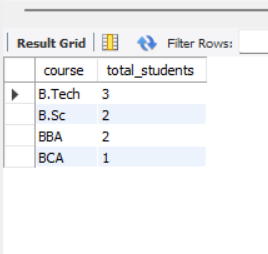 Result Grid Filter Rows:
course total_students
B.Tech 3
B.Sc 2
BBA 2
BCA 1